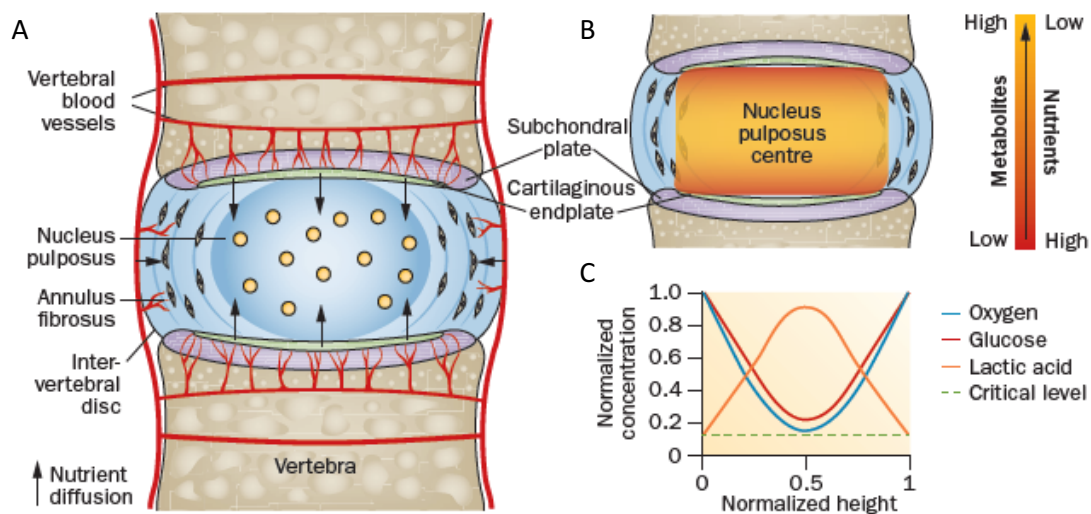 A
Vertebral
blood
vessels
Nucleus
pulposus
Annulus
fibrosus
Inter-
vertebral
disc
Nutrient
diffusion
Vertebra
Subchondral
plate
Cartilaginous
endplate
B
Nucleus
pulposus
centre
High
Low
Metabolites
Nutrients
Low
High
C
Normalized
concentration
1.0
0.8
0.6
0.4
0.2
0
0
0.5
1
Normalized height
Oxygen
Glucose
Lactic acid
Critical level